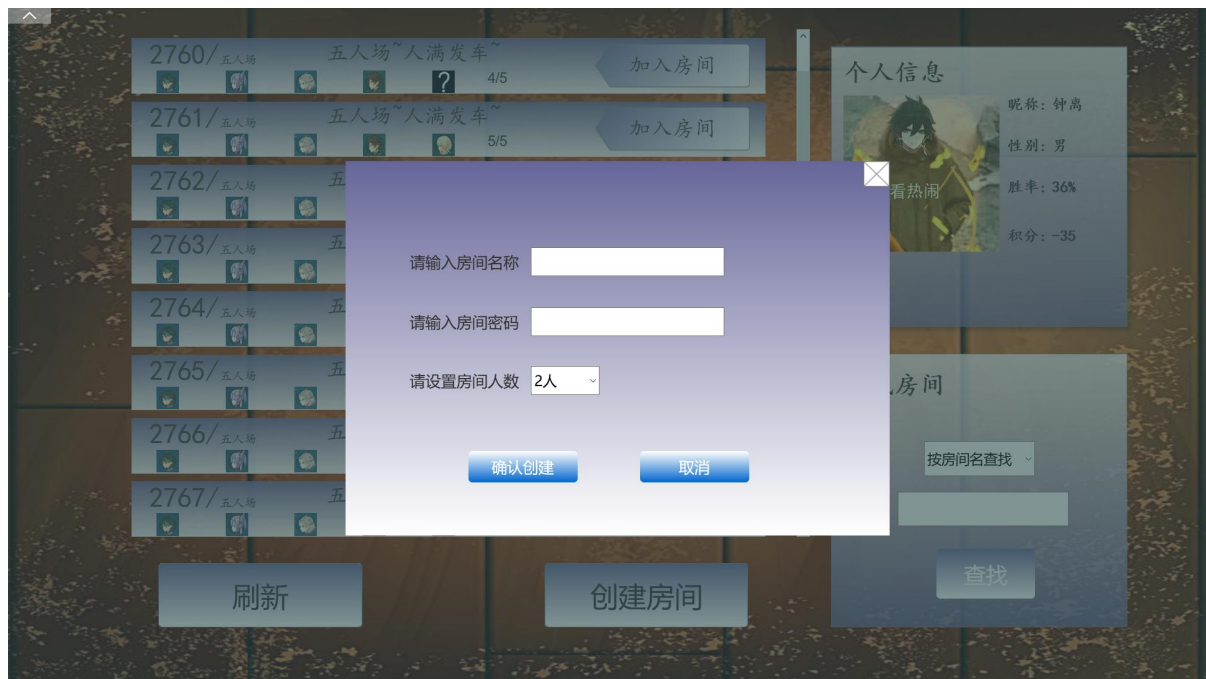 2760/五人场
五人场~人满发车~
4/5
加入房间
2761/五人场
五人场~人满发车~
5/5
加入房间
2762/五人场
五
2763/五人场
五
2764/五人场
五
2765/五人场
五
2766/五人场
五
2767/五人场
五
刷新
创建房间
请输入房间名称
请输入房间密码
请设置房间人数 2人
确认创建
取消
个人信息
看热闹
昵称: 钟离
性别: 男
胜率: 36%
积分: -35
房间
按房间名查找
查找